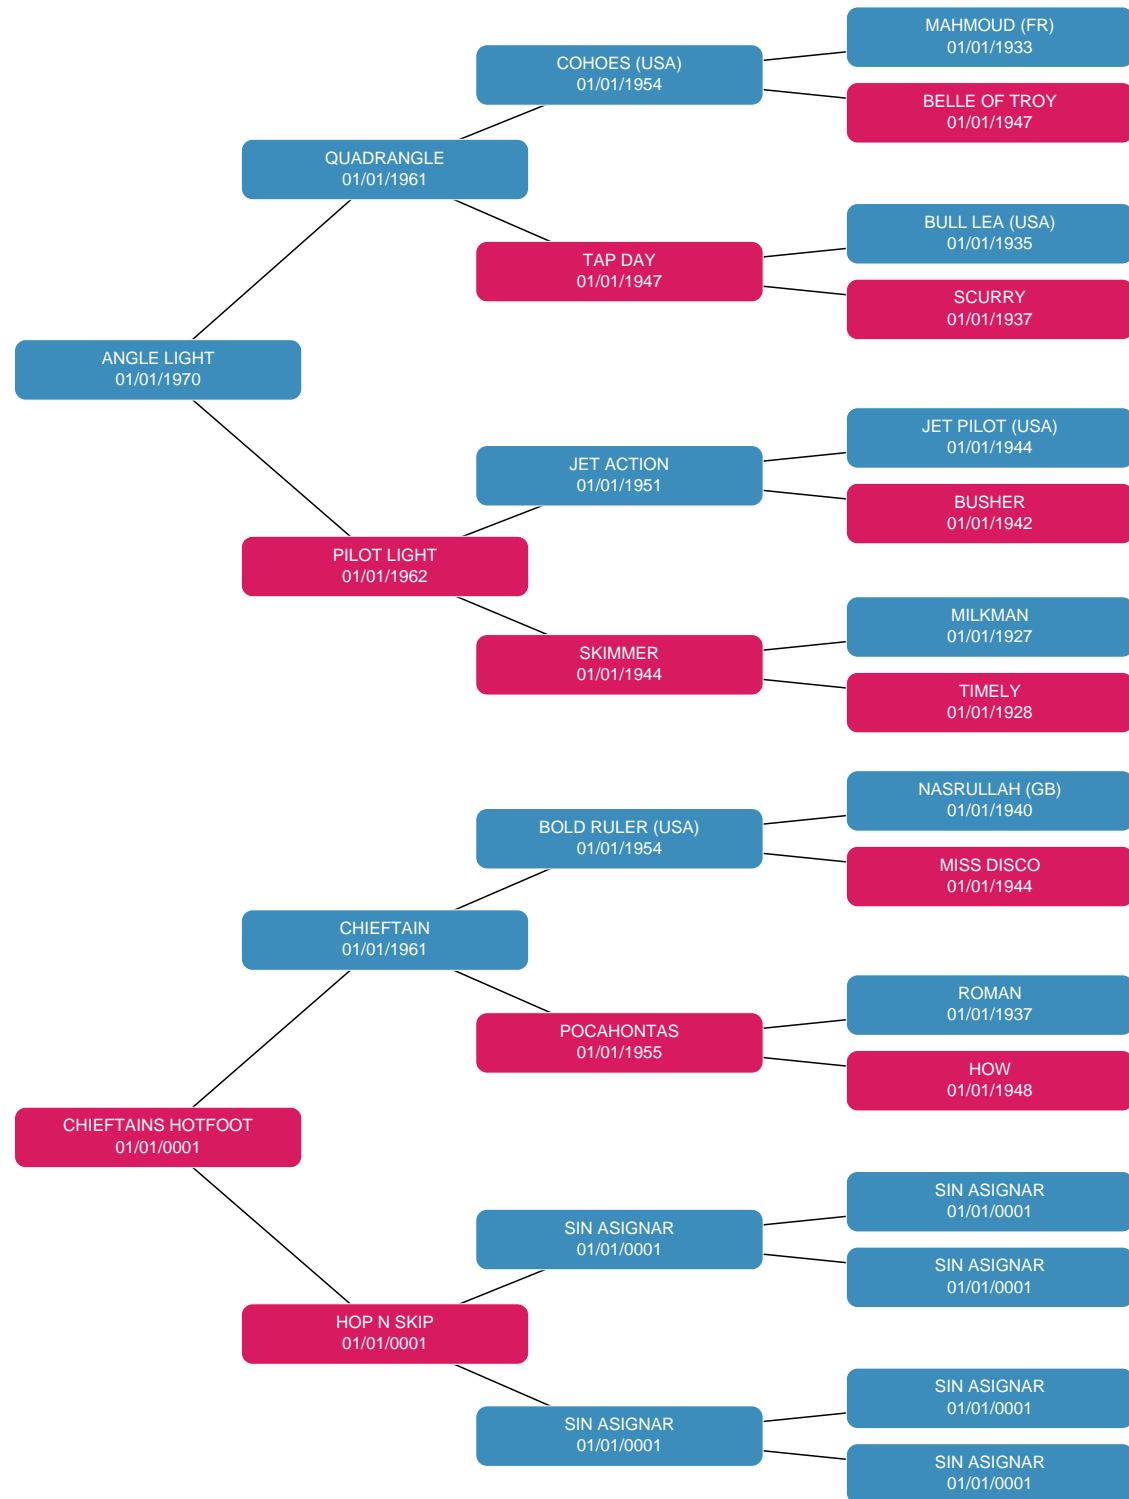 MAHMOUD (FR)
01/01/1933
COHOES (USA)
01/01/1954
BELLE OF TROY
01/01/1947
QUADRANGLE
01/01/1961
BULL LEA (USA)
01/01/1935
TAP DAY
01/01/1947
SCURRY
01/01/1937
ANGLE LIGHT
01/01/1970
JET PILOT (USA)
01/01/1944
JET ACTION
01/01/1951
BUSHER
01/01/1942
PILOT LIGHT
01/01/1962
MILKMAN
01/01/1927
SKIMMER
01/01/1944
TIMELY
01/01/1928
NASRULLAH (GB)
01/01/1940
BOLD RULER (USA)
01/01/1954
MISS DISCO
01/01/1944
CHIEFTAIN
01/01/1961
ROMAN
01/01/1937
POCAHONTAS
01/01/1955
HOW
01/01/1948
CHIEFTAINS HOTFOOT
01/01/0001
SIN ASIGNAR
01/01/0001
SIN ASIGNAR
01/01/0001
SIN ASIGNAR
01/01/0001
HOP N SKIP
01/01/0001
SIN ASIGNAR
01/01/0001
SIN ASIGNAR
01/01/0001
SIN ASIGNAR
01/01/0001